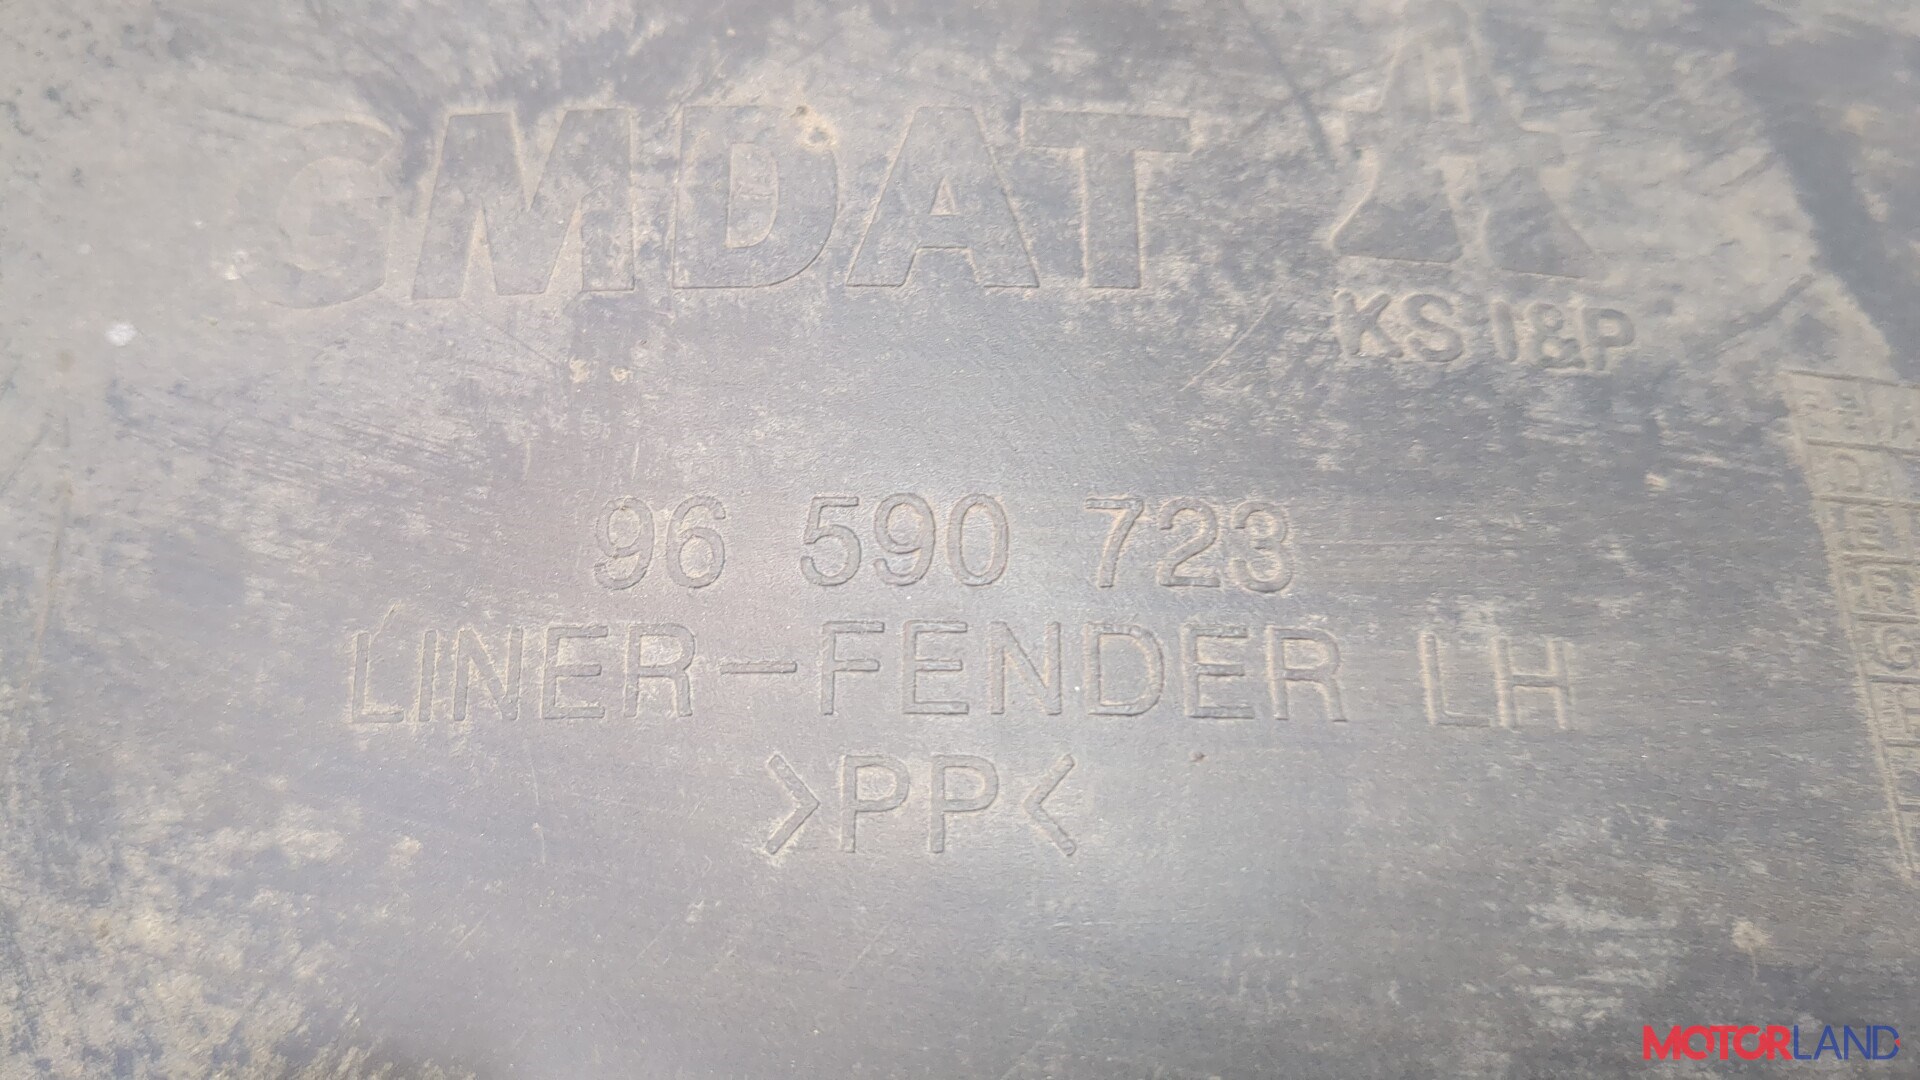 GMDAT
KS I&P
96 590 723
LINER-FENDER LH
>PP<
MOTORLAND